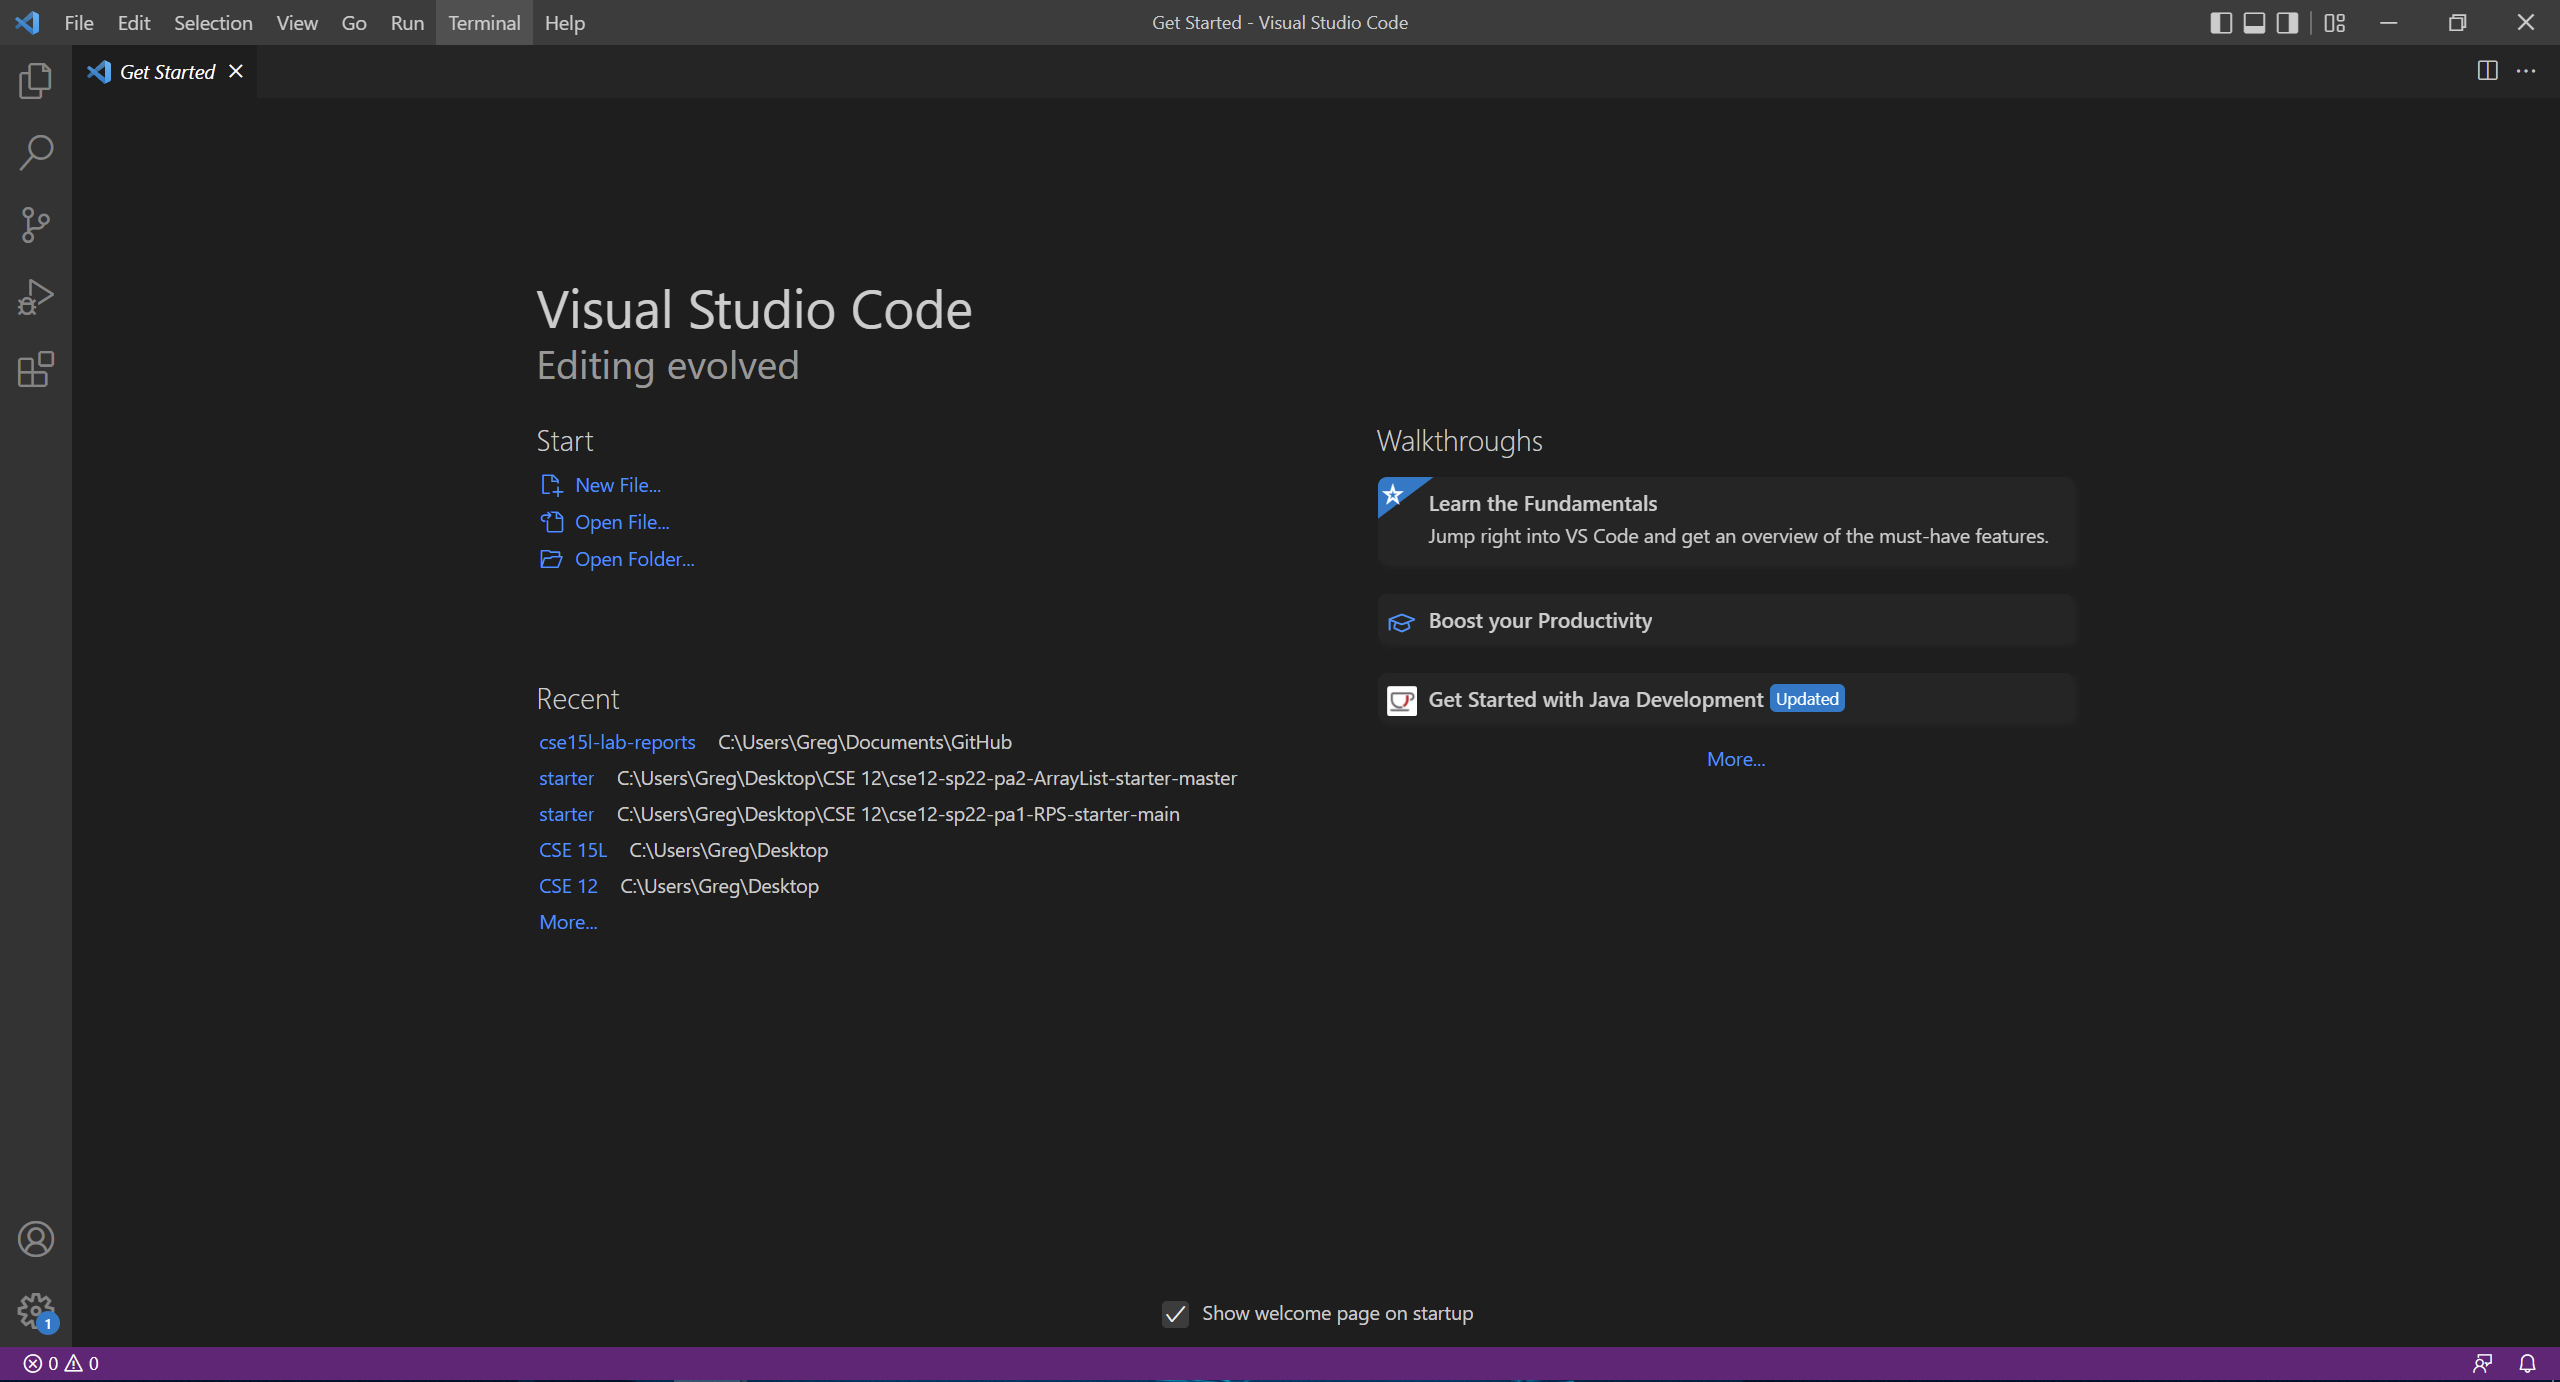 File Edit Selection View Go Run Terminal Help Get Started - Visual Studio Code
Get Started
Visual Studio Code
Editing evolved
Start
New File...
Open File...
Open Folder...
Recent
cse15l-lab-reports C:\Users\Greg\Documents\GitHub
starter C:\Users\Greg\Desktop\CSE 12\cse12-sp22-pa2-ArrayList-starter-master
starter C:\Users\Greg\Desktop\CSE 12\cse12-sp22-pa1-RPS-starter-main
CSE 15L C:\Users\Greg\Desktop
CSE 12 C:\Users\Greg\Desktop
More...
Walkthroughs
Learn the Fundamentals
Jump right into VS Code and get an overview of the must-have features.
Boost your Productivity
Get Started with Java Development Updated
More...
Show welcome page on startup
1
0 0